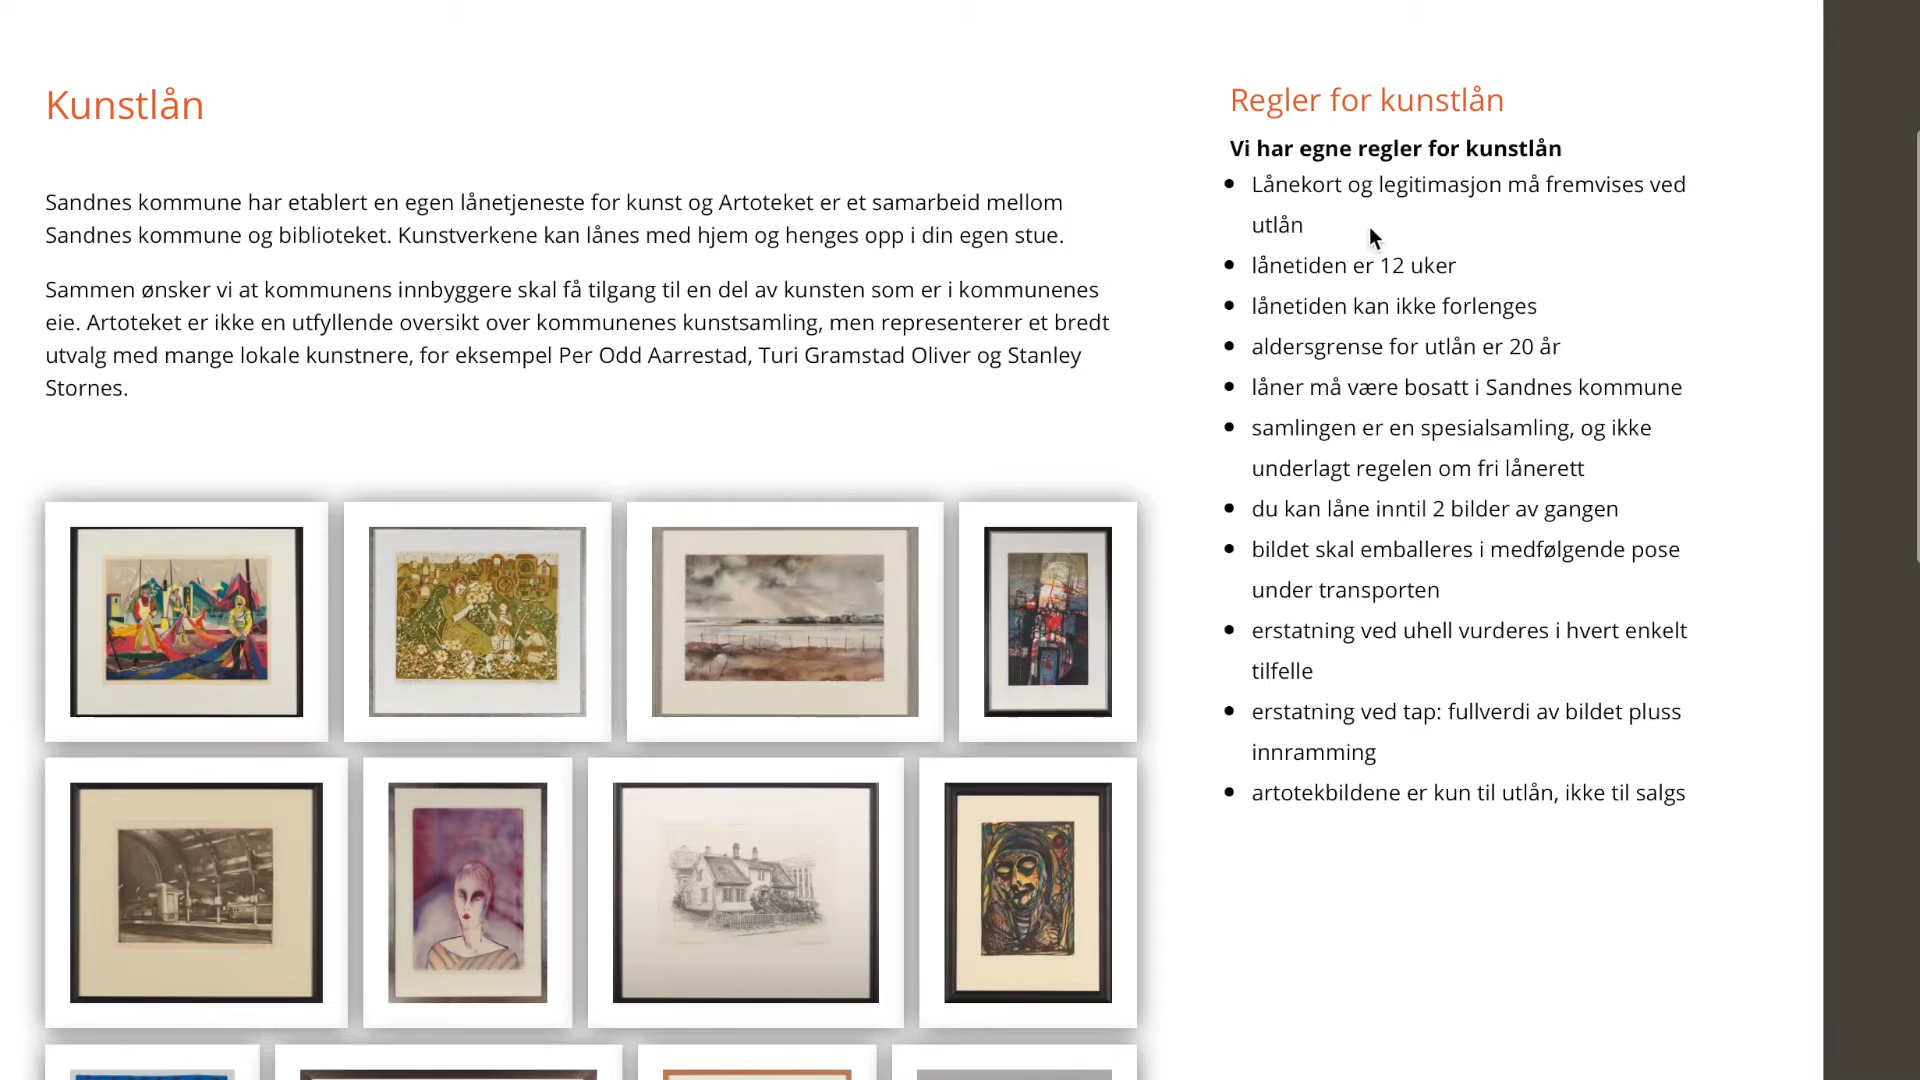 Kunstlån
Sandnes kommune har etablert en egen lånetjeneste for kunst og Artoteket er et samarbeid mellom
Sandnes kommune og biblioteket. Kunstverkene kan lånes med hjem og henges opp i din egen stue.
Sammen ønsker vi at kommunens innbyggere skal få tilgang til en del av kunsten som er i kommunenes
eie. Artoteket er ikke en utfyllende oversikt over kommunenes kunstsamling, men representerer et bredt
utvalg med mange lokale kunstnere, for eksempel Per Odd Aarrestad, Turi Gramstad Oliver og Stanley
Stornes.
Regler for kunstlån
Vi har egne regler for kunstlån
Lånekort og legitimasjon må fremvises ved
utlån
lånetiden er 12 uker
lånetiden kan ikke forlenges
aldersgrense for utlån er 20 år
låner må være bosatt i Sandnes kommune
samlingen er en spesialsamling, og ikke
underlagt regelen om fri lånerett
du kan låne inntil 2 bilder av gangen
bildet skal emballeres i medfølgende pose
under transporten
erstatning ved uhell vurderes i hvert enkelt
tilfelle
erstatning ved tap: fullverdi av bildet pluss
innramming
artotekbildene er kun til utlån, ikke til salgs